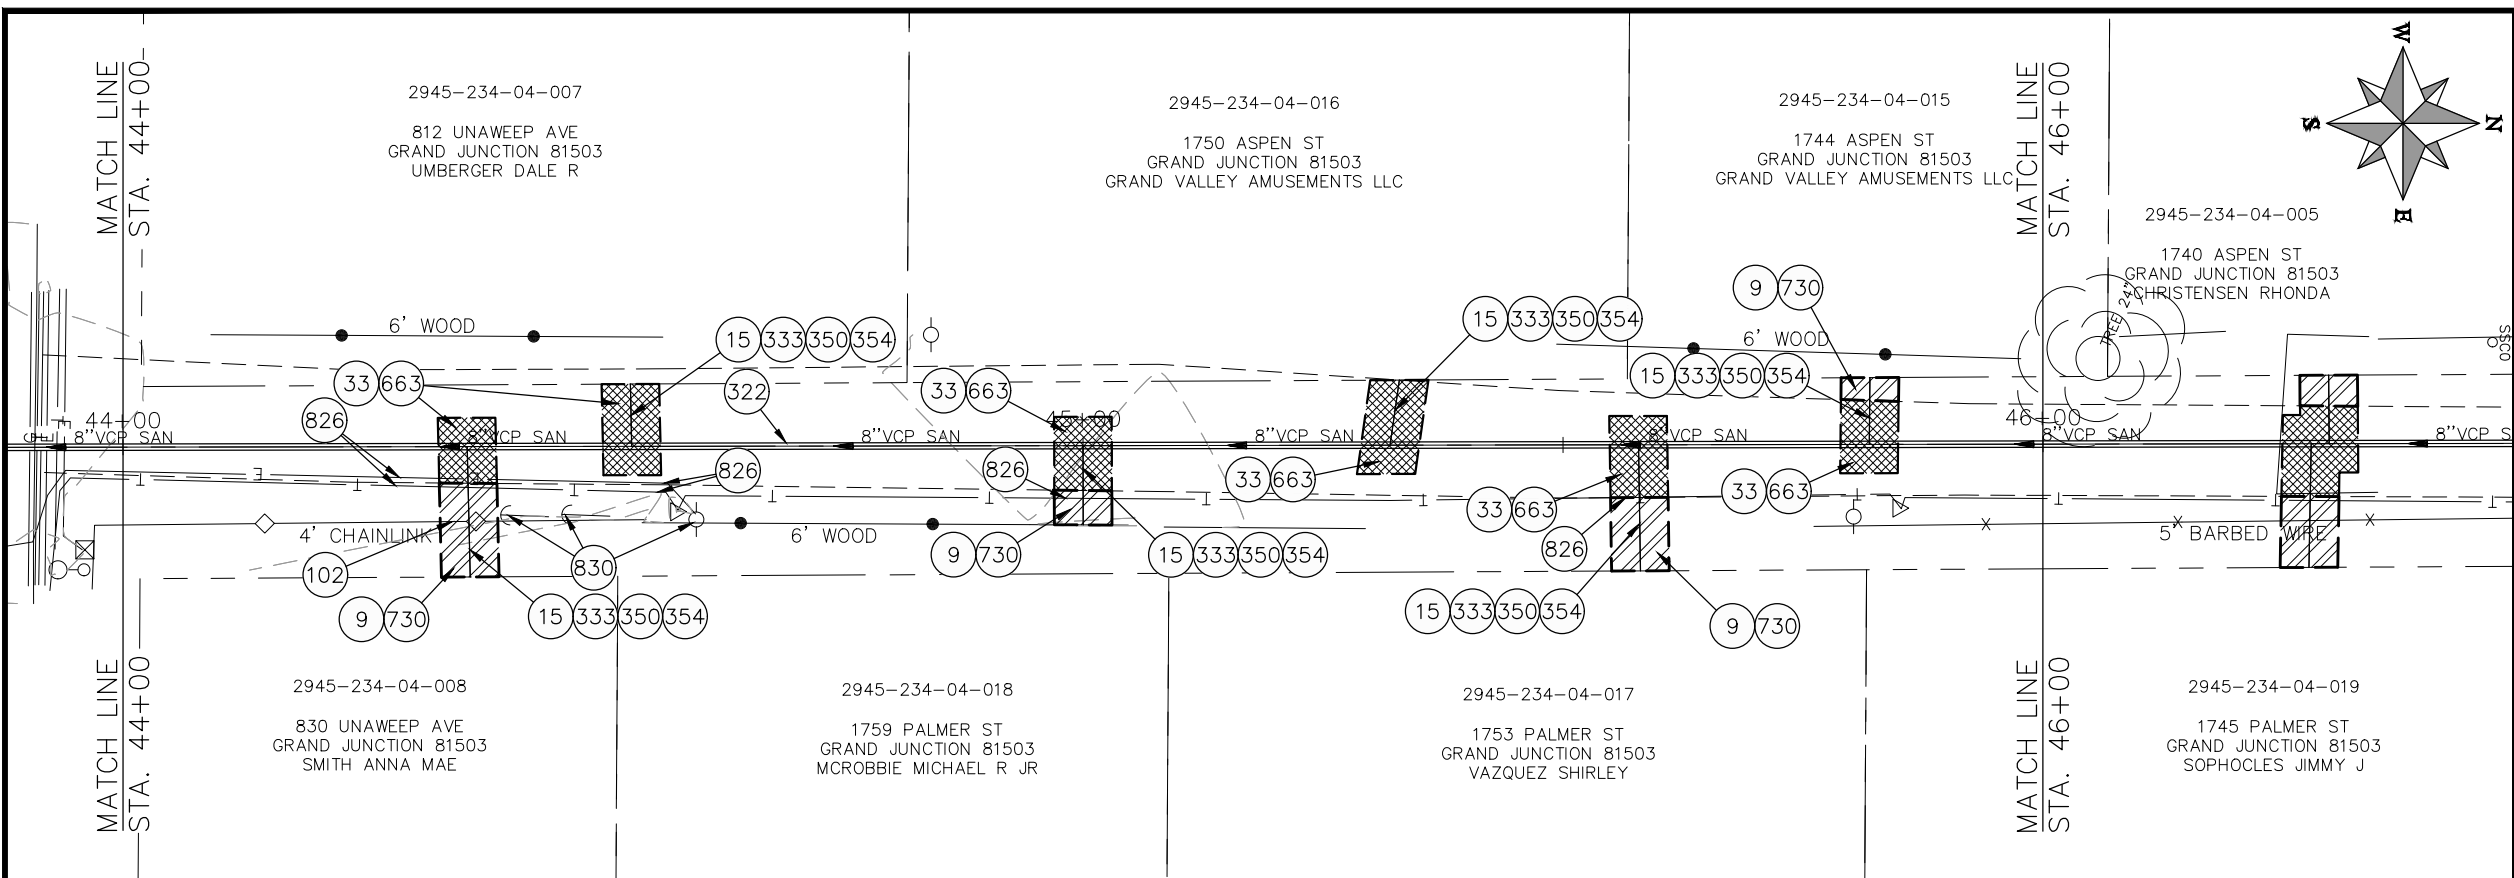 MATCH LINE
STA. 44+00
2945-234-04-007
812 UNAWEEP AVE
GRAND JUNCTION 81503
UMBERGER DALE R
2945-234-04-016
1750 ASPEN ST
GRAND JUNCTION 81503
GRAND VALLEY AMUSEMENTS LLC
2945-234-04-015
1744 ASPEN ST
GRAND JUNCTION 81503
GRAND VALLEY AMUSEMENTS LLC
MATCH LINE
STA. 46+00
2945-234-04-005
1740 ASPEN ST
GRAND JUNCTION 81503
CHRISTENSEN RHONDA
W
S
N
E
TREE 24"
SSCO
6' WOOD
15 333 350 354
15 333 350 354
9 730
6' WOOD
33 663
322
33 663
15 333 350 354
826
44+00
45+00
46+00
8"VCP SAN
8"VCP SAN
8"VCP SAN
8"VCP SAN
8"VCP SAN
8"VCP SAN
8"VCP S
826
826
33 663
33 663
33 663
4' CHAINLINK
6' WOOD
5' BARBED WIRE
102
830
9 730
15 333 350 354
826
9 730
15 333 350 354
15 333 350 354
9 730
MATCH LINE
STA. 44+00
2945-234-04-008
830 UNAWEEP AVE
GRAND JUNCTION 81503
SMITH ANNA MAE
2945-234-04-018
1759 PALMER ST
GRAND JUNCTION 81503
MCROBBIE MICHAEL R JR
2945-234-04-017
1753 PALMER ST
GRAND JUNCTION 81503
VAZQUEZ SHIRLEY
MATCH LINE
STA. 46+00
2945-234-04-019
1745 PALMER ST
GRAND JUNCTION 81503
SOPHOCLES JIMMY J